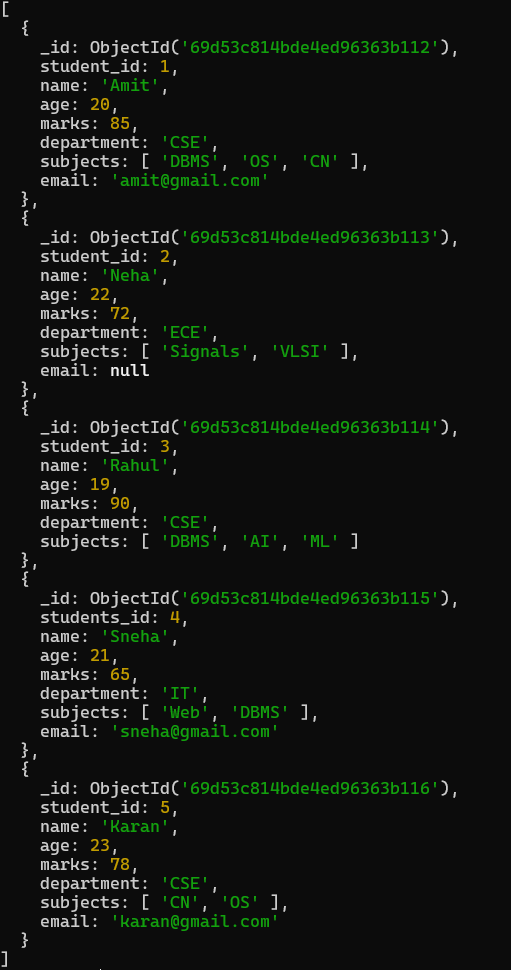 [
  {
    _id: ObjectId('69d53c814bde4ed96363b112'),
    student_id: 1,
    name: 'Amit',
    age: 20,
    marks: 85,
    department: 'CSE',
    subjects: [ 'DBMS', 'OS', 'CN' ],
    email: 'amit@gmail.com'
  },
  {
    _id: ObjectId('69d53c814bde4ed96363b113'),
    student_id: 2,
    name: 'Neha',
    age: 22,
    marks: 72,
    department: 'ECE',
    subjects: [ 'Signals', 'VLSI' ],
    email: null
  },
  {
    _id: ObjectId('69d53c814bde4ed96363b114'),
    student_id: 3,
    name: 'Rahul',
    age: 19,
    marks: 90,
    department: 'CSE',
    subjects: [ 'DBMS', 'AI', 'ML' ]
  },
  {
    _id: ObjectId('69d53c814bde4ed96363b115'),
    students_id: 4,
    name: 'Sneha',
    age: 21,
    marks: 65,
    department: 'IT',
    subjects: [ 'Web', 'DBMS' ],
    email: 'sneha@gmail.com'
  },
  {
    _id: ObjectId('69d53c814bde4ed96363b116'),
    student_id: 5,
    name: 'Karan',
    age: 23,
    marks: 78,
    department: 'CSE',
    subjects: [ 'CN', 'OS' ],
    email: 'karan@gmail.com'
  }
]